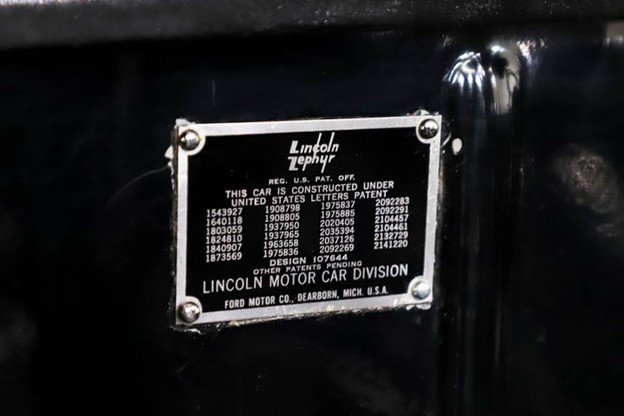 Lincoln
Zephyr
REG. U.S. PAT. OFF.
THIS CAR IS CONSTRUCTED UNDER
UNITED STATES LETTERS PATENT
1543927 1908798 1975837 2092283
1640118 1908805 1975885 2092291
1803059 1937950 2020405 2104457
1824810 1937965 2035394 2104461
1840907 1963658 2037126 2132729
1873569 1975836 2092269 2141220
DESIGN 107644
OTHER PATENTS PENDING
LINCOLN MOTOR CAR DIVISION
FORD MOTOR CO., DEARBORN, MICH. U.S.A.